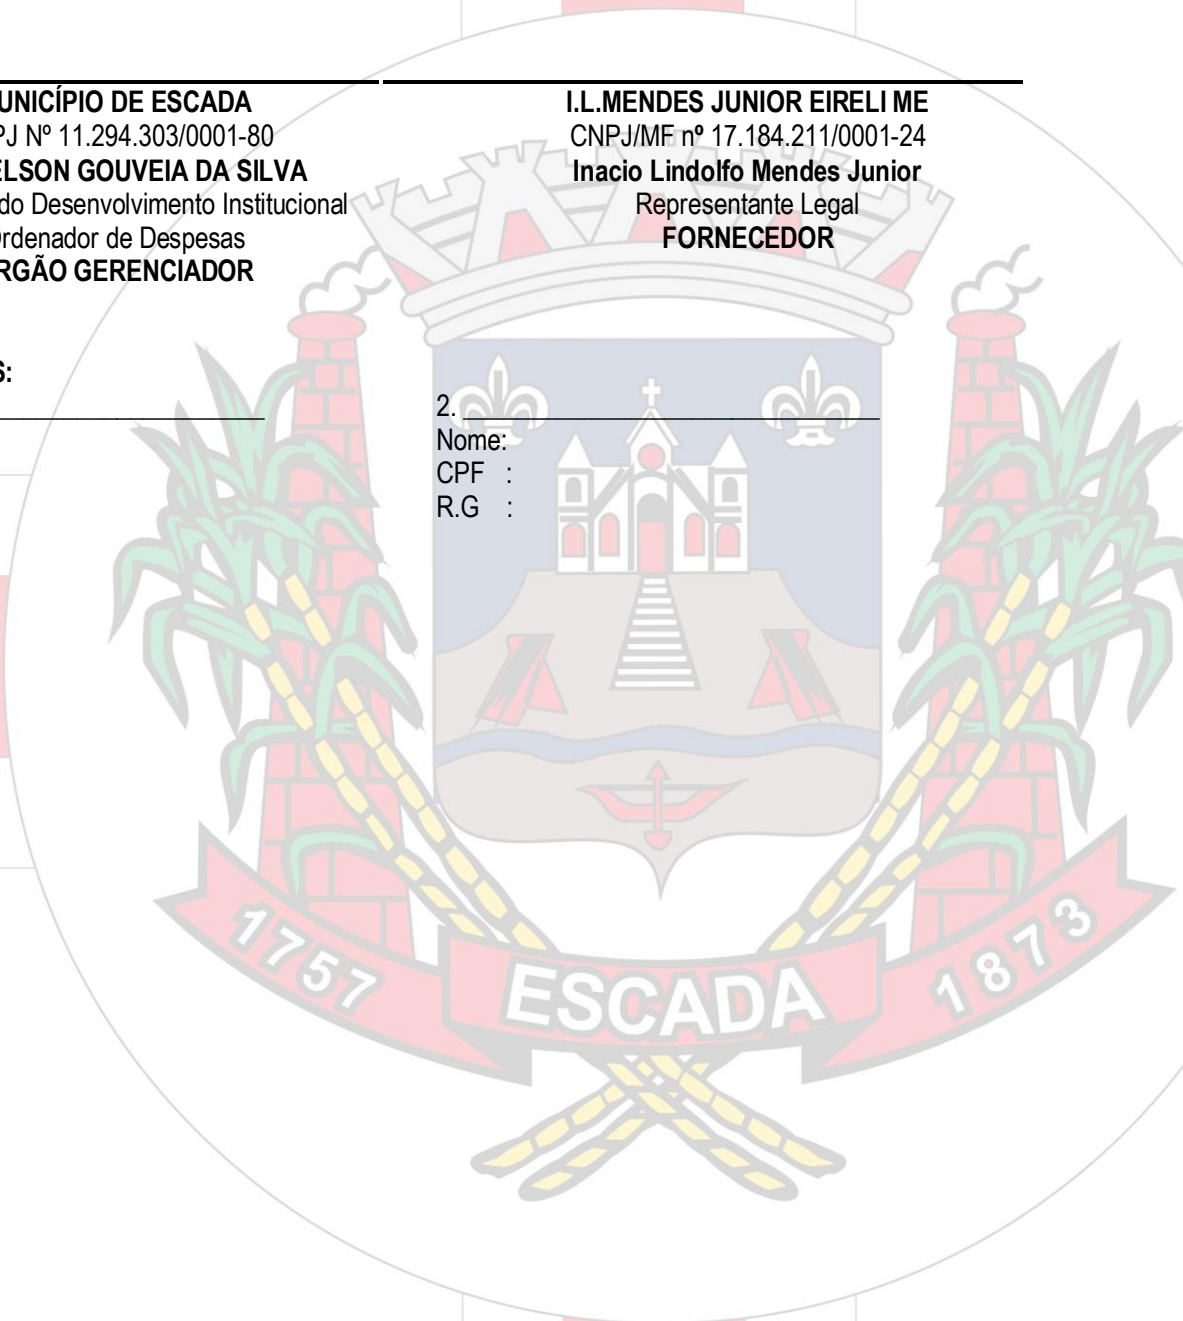 UNICÍPIO DE ESCADA
PJ Nº 11.294.303/0001-80
ELSON GOUVEIA DA SILVA
do Desenvolvimento Institucional
rdenador de Despesas
RGÃO GERENCIADOR
I.L.MENDES JUNIOR EIRELI ME
CNPJ/MF nº 17.184.211/0001-24
Inacio Lindolfo Mendes Junior
Representante Legal
FORNECEDOR
S:
2. ______________________________
Nome:
CPF :
R.G :
1757
ESCADA
1873